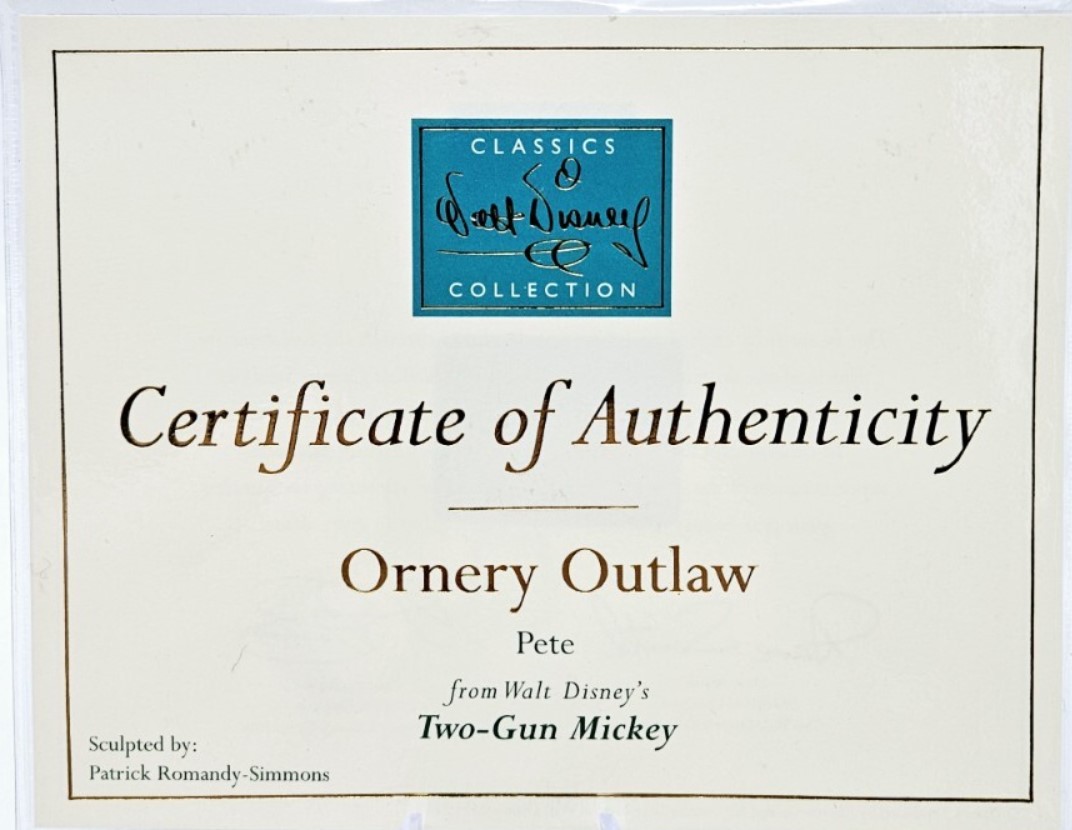 CLASSICS
Walt Disney
COLLECTION
Certificate of Authenticity
Ornery Outlaw
Pete
from Walt Disney's
Two-Gun Mickey
Sculpted by:
Patrick Romandy-Simmons